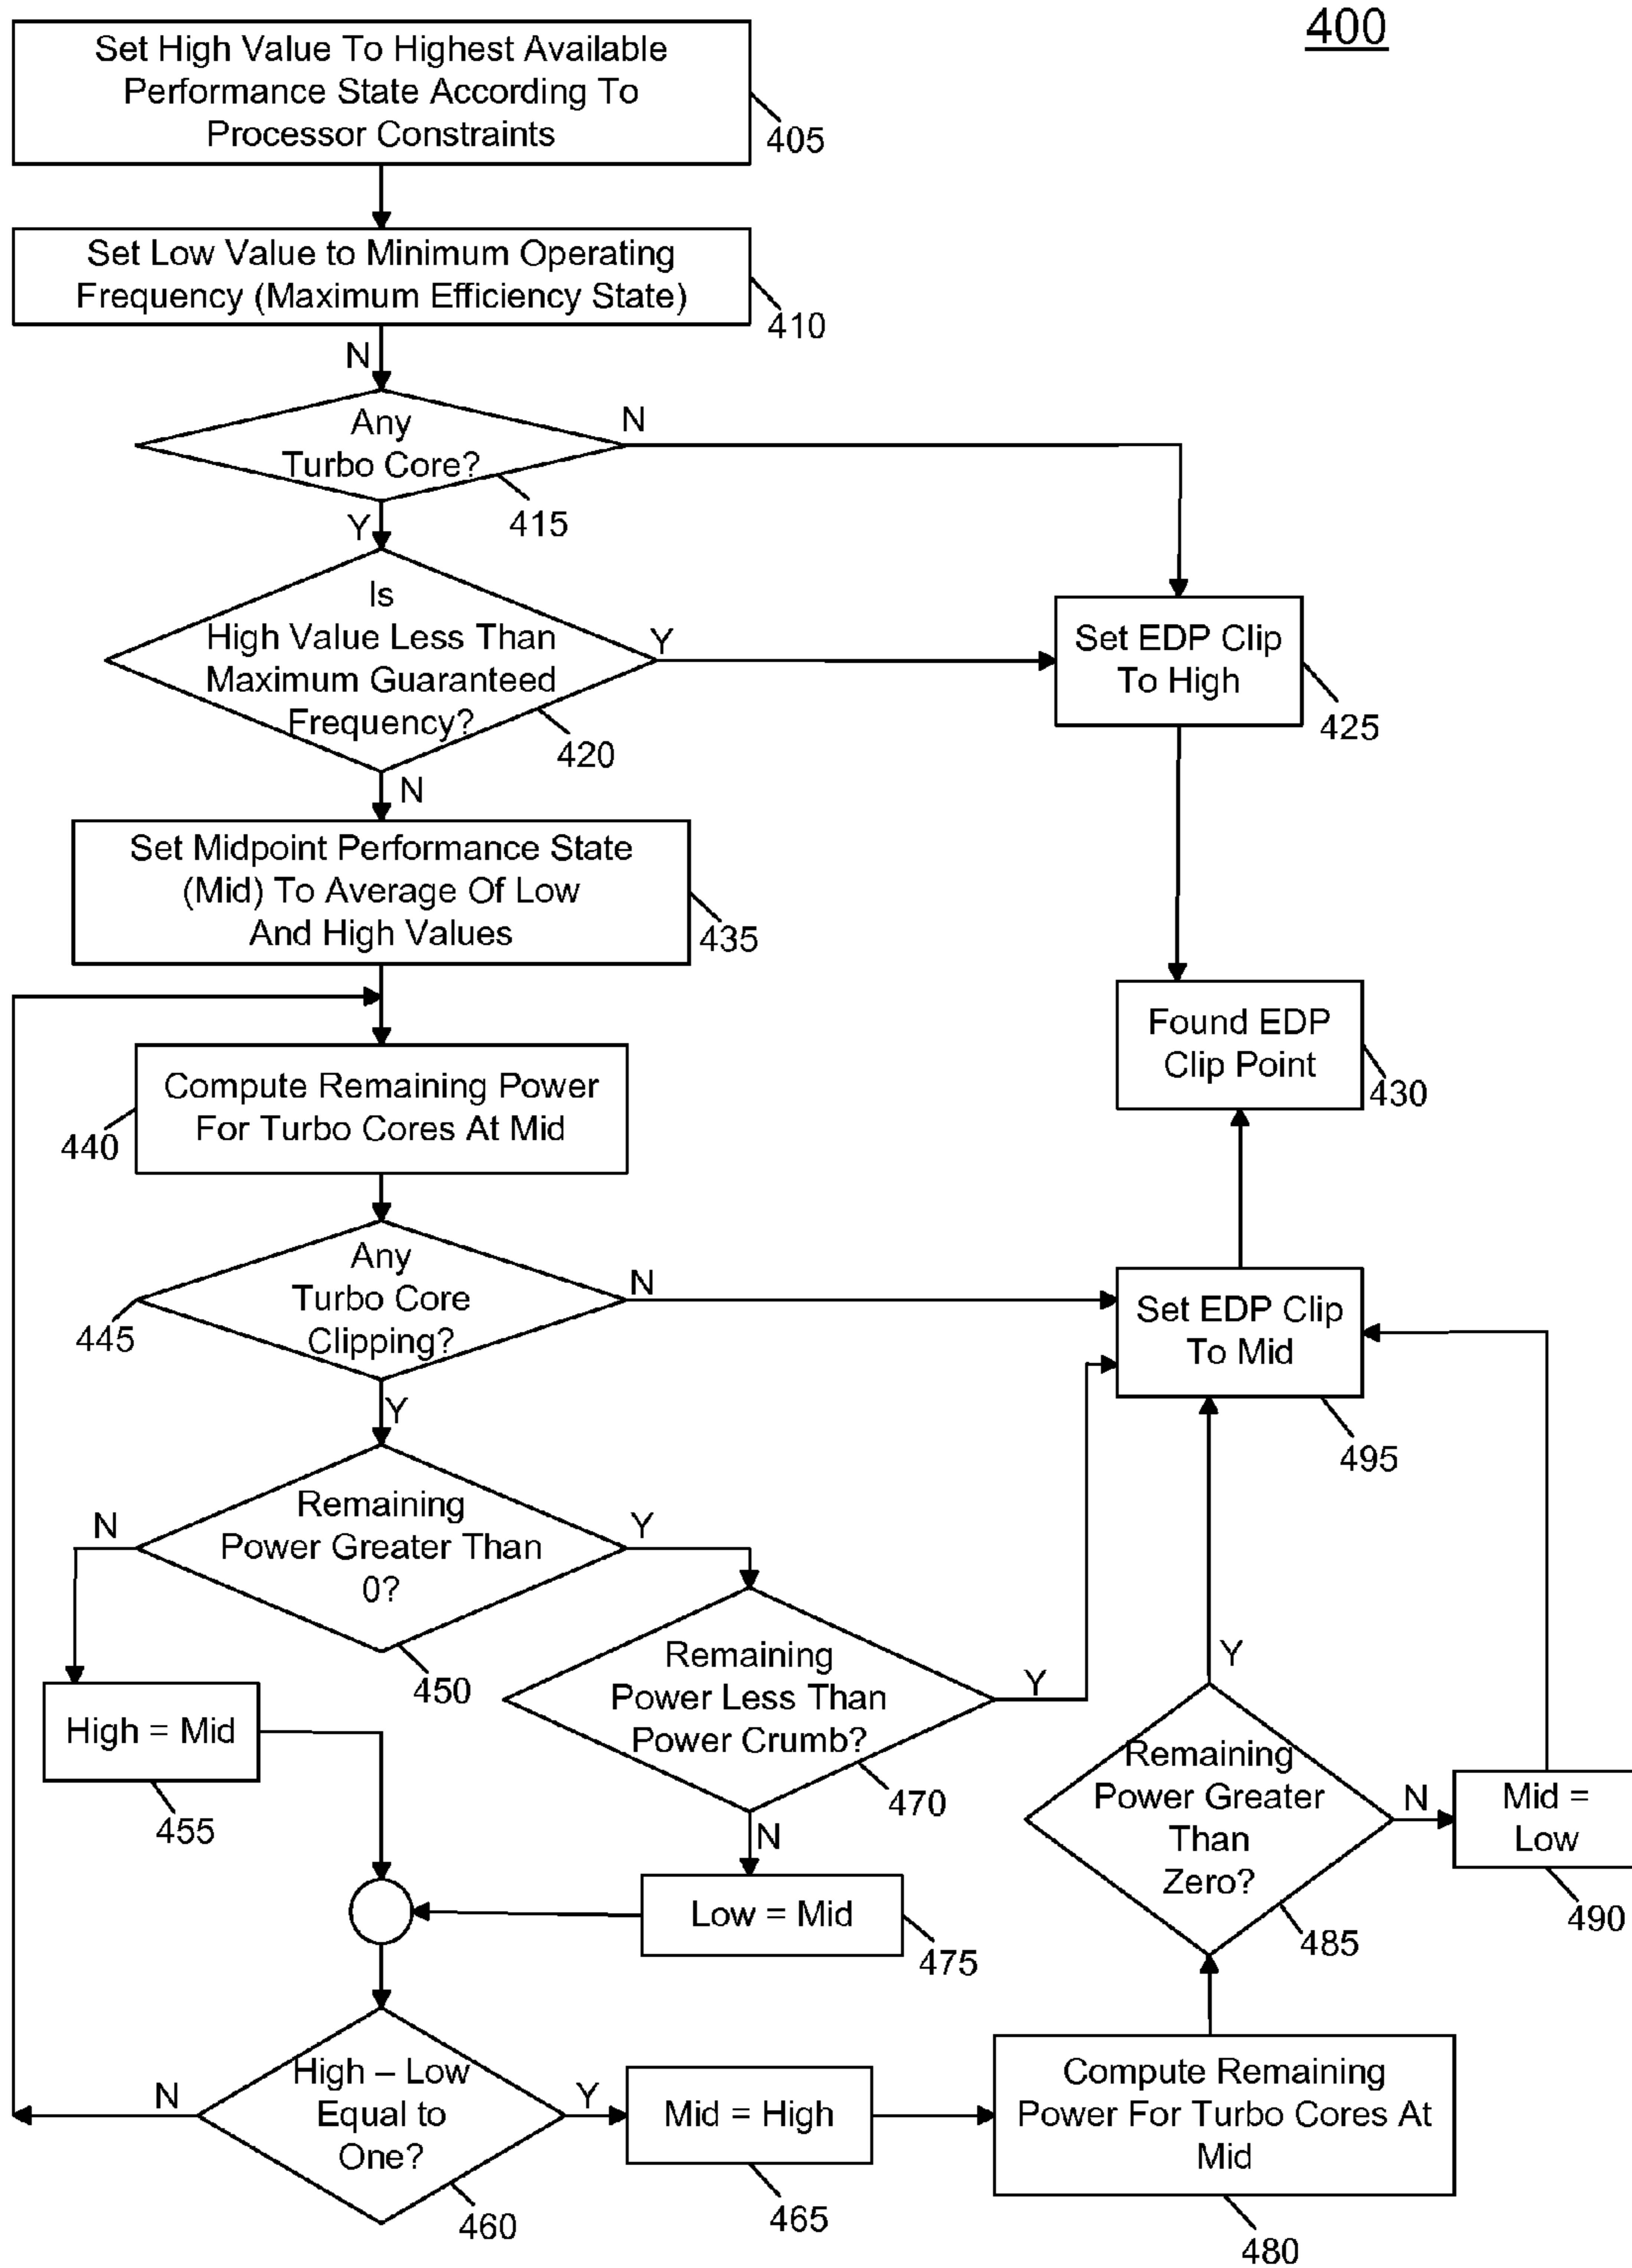 400
Set High Value To Highest Available
Performance State According To
Processor Constraints
405
Set Low Value to Minimum Operating
Frequency (Maximum Efficiency State)
410
N
Any
Turbo Core?
N
415
Y
Is
High Value Less Than
Maximum Guaranteed
Frequency?
Y
420
N
Set EDP Clip
To High
425
Set Midpoint Performance State
(Mid) To Average Of Low
And High Values
435
Found EDP
Clip Point
430
Compute Remaining Power
For Turbo Cores At Mid
440
Any
Turbo Core
Clipping?
N
445
Y
Set EDP Clip
To Mid
495
Remaining
Power Greater Than
0?
N
Y
450
High = Mid
455
Remaining
Power Less Than
Power Crumb?
Y
470
N
Low = Mid
475
Y
Remaining
Power Greater
Than
Zero?
N
485
Mid =
Low
490
High – Low
Equal to
One?
N
Y
460
Mid = High
465
Compute Remaining
Power For Turbo Cores At
Mid
480